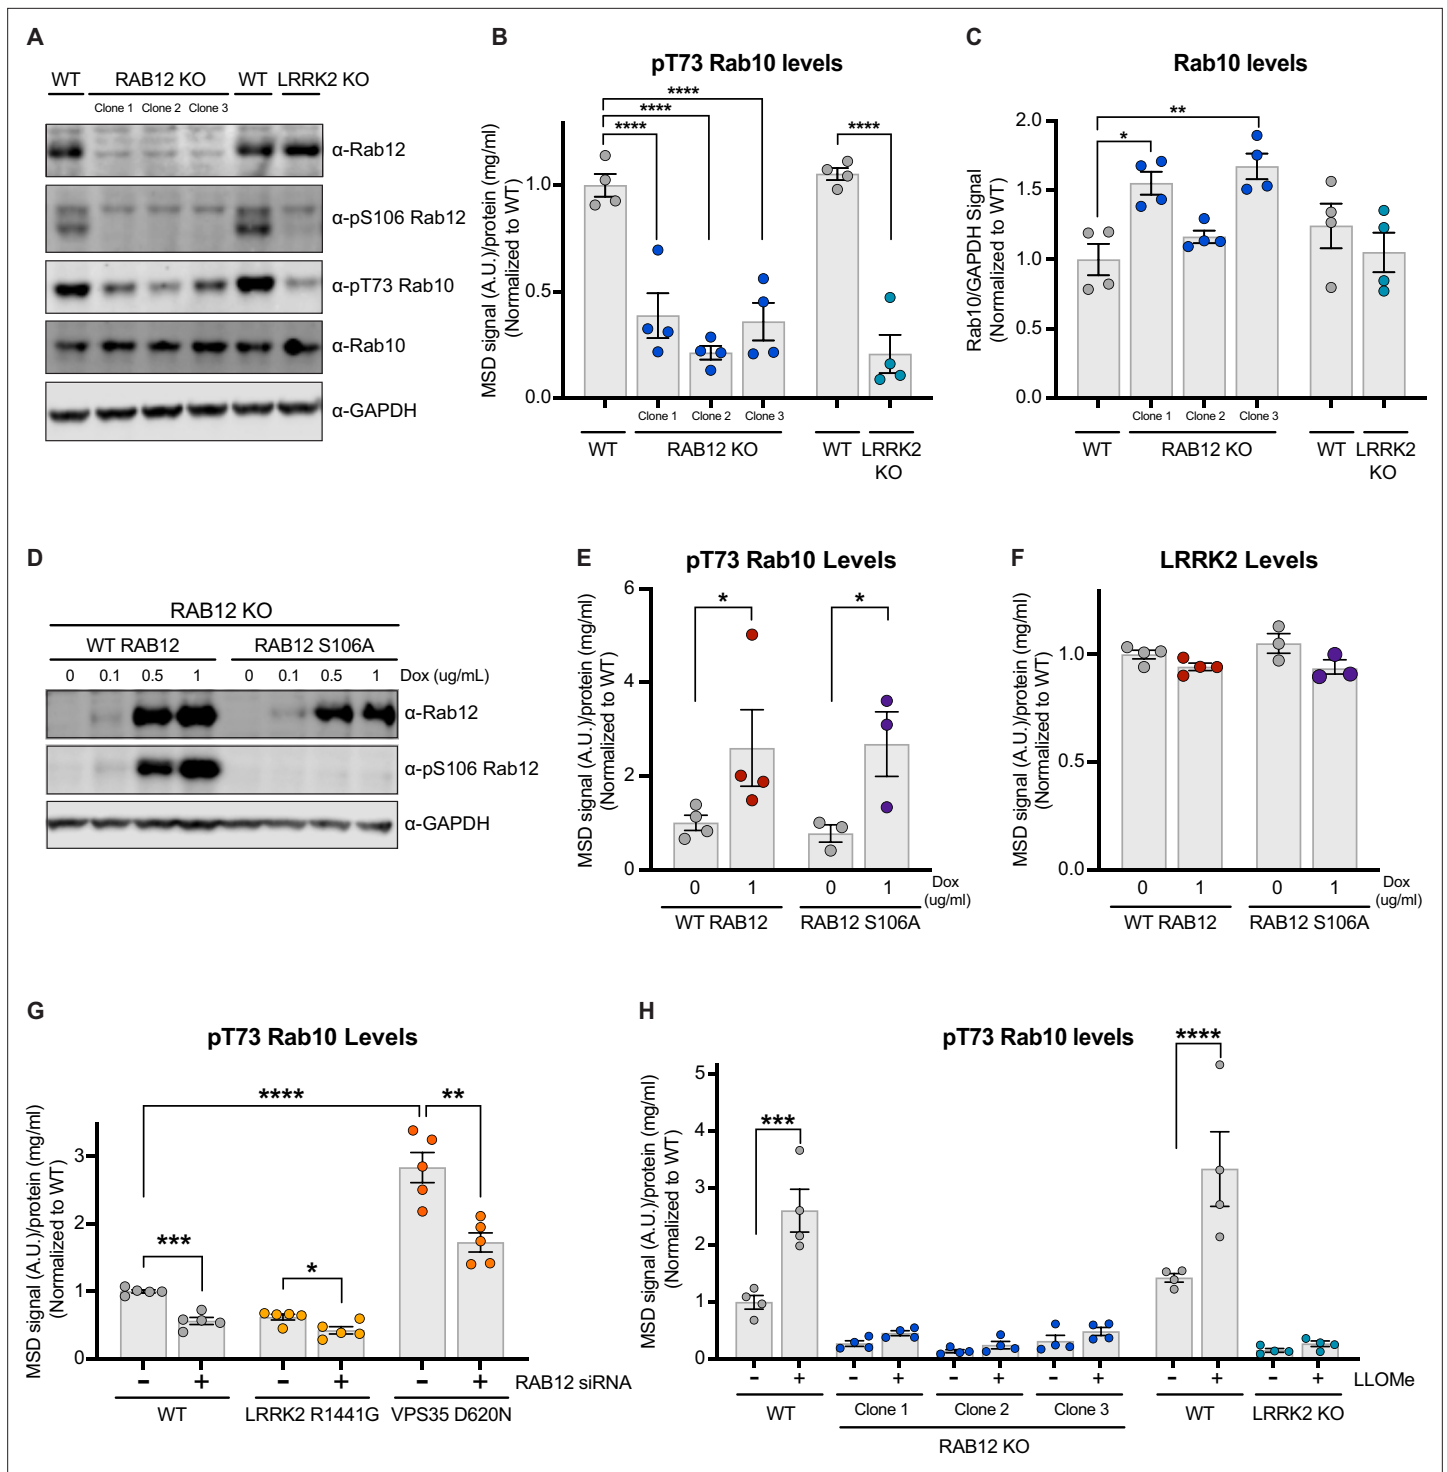 A
WT RAB12 KO WT LRRK2 KO
Clone 1 Clone 2 Clone 3
α-Rab12
α-pS106 Rab12
α-pT73 Rab10
α-Rab10
α-GAPDH
B
pT73 Rab10 levels
MSD signal (A.U.)/protein (mg/ml)
(Normalized to WT)
****
****
****
****
1.0
0.5
0.0
Clone 1 Clone 2 Clone 3
WT RAB12 KO WT LRRK2
KO
C
Rab10 levels
Rab10/GAPDH Signal
(Normalized to WT)
**
*
2.0
1.5
1.0
0.5
0.0
Clone 1 Clone 2 Clone 3
WT RAB12 KO WT LRRK2
KO
D
RAB12 KO
WT RAB12 RAB12 S106A
0 0.1 0.5 1 0 0.1 0.5 1 Dox (ug/mL)
α-Rab12
α-pS106 Rab12
α-GAPDH
E
pT73 Rab10 Levels
MSD signal (A.U.)/protein (mg/ml)
(Normalized to WT)
* *
6
4
2
0
0 1 0 1 Dox
(ug/ml)
WT RAB12 RAB12 S106A
F
LRRK2 Levels
MSD signal (A.U.)/protein (mg/ml)
(Normalized to WT)
1.0
0.5
0.0
0 1 0 1 Dox
(ug/ml)
WT RAB12 RAB12 S106A
G
pT73 Rab10 Levels
MSD signal (A.U.)/protein (mg/ml)
(Normalized to WT)
**** **
*** *
3
2
1
0
- + - + - + RAB12 siRNA
WT LRRK2 R1441G VPS35 D620N
H
pT73 Rab10 levels
MSD signal (A.U.)/protein (mg/ml)
(Normalized to WT)
****
***
5
4
3
2
1
0
- + - + - + - + - + - + LLOMe
WT Clone 1 Clone 2 Clone 3 WT LRRK2 KO
RAB12 KO